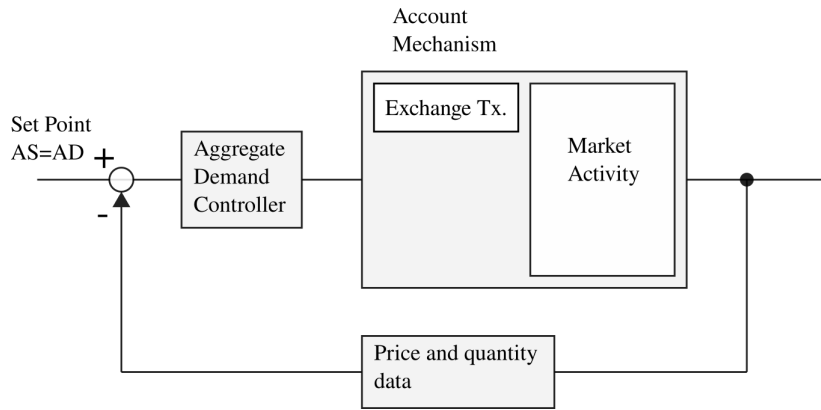 Account
Mechanism
Exchange Tx.
Set Point
AS=AD
+
-
Aggregate
Demand
Controller
Market
Activity
Price and quantity
data